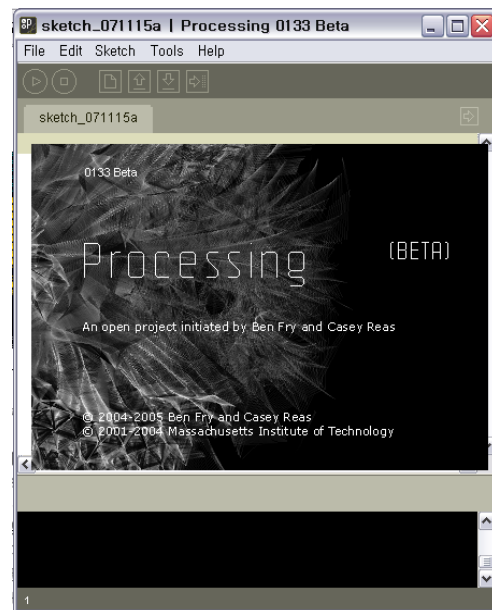 sketch_071115a | Processing 0133 Beta
File Edit Sketch Tools Help
sketch_071115a
0133 Beta
Processing
(BETA)
An open project initiated by Ben Fry and Casey Reas
© 2004-2005 Ben Fry and Casey Reas
© 2001-2004 Massachusetts Institute of Technology
1